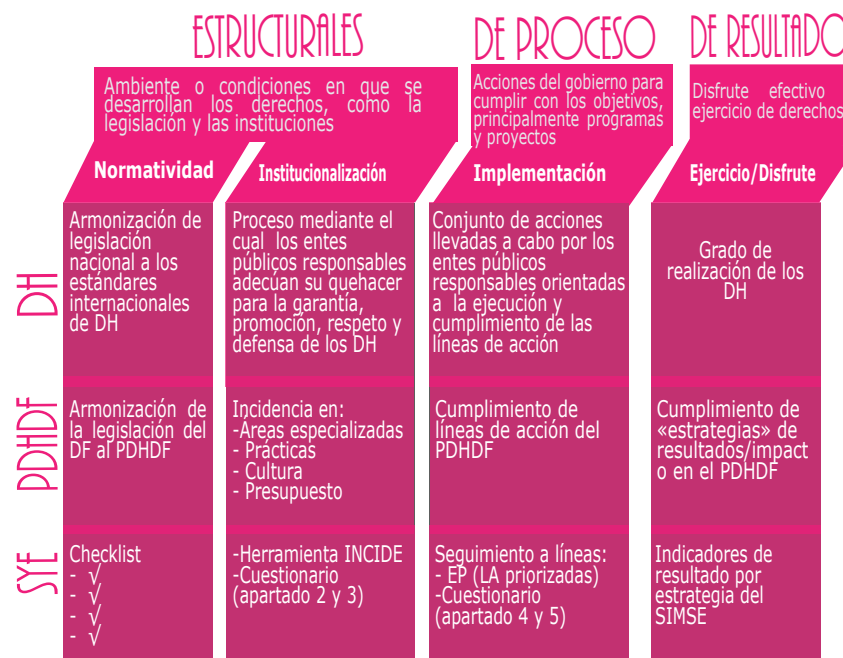 ESTRUCTURALES
DE PROCESO
DE RESULTADO
Ambiente o condiciones en que se
desarrollan los derechos, como la
legislación y las instituciones
Acciones del gobierno para
cumplir con los objetivos,
principalmente programas
y proyectos
Disfrute efectivo
ejercicio de derechos
Normatividad
Institucionalización
Implementación
Ejercicio/Disfrute
DH
Armonización de
legislación
nacional a los
estándares
internacionales
de DH
Proceso mediante el
cual los entes
públicos responsables
adecúan su quehacer
para la garantía,
promoción, respeto y
defensa de los DH
Conjunto de acciones
llevadas a cabo por los
entes públicos
responsables orientadas
a la ejecución y
cumplimiento de las
líneas de acción
Grado de
realización de los
DH
PDHDF
Armonización de
la legislación del
DF al PDHDF
Incidencia en:
-Áreas especializadas
- Prácticas
- Cultura
- Presupuesto
Cumplimiento de
líneas de acción del
PDHDF
Cumplimiento de
«estrategias» de
resultados/impact
o en el PDHDF
SYE
Checklist
- √
- √
- √
- √
-Herramienta INCIDE
-Cuestionario
(apartado 2 y 3)
Seguimiento a líneas:
- EP (LA priorizadas)
-Cuestionario
(apartado 4 y 5)
Indicadores de
resultado por
estrategia del
SIMSE